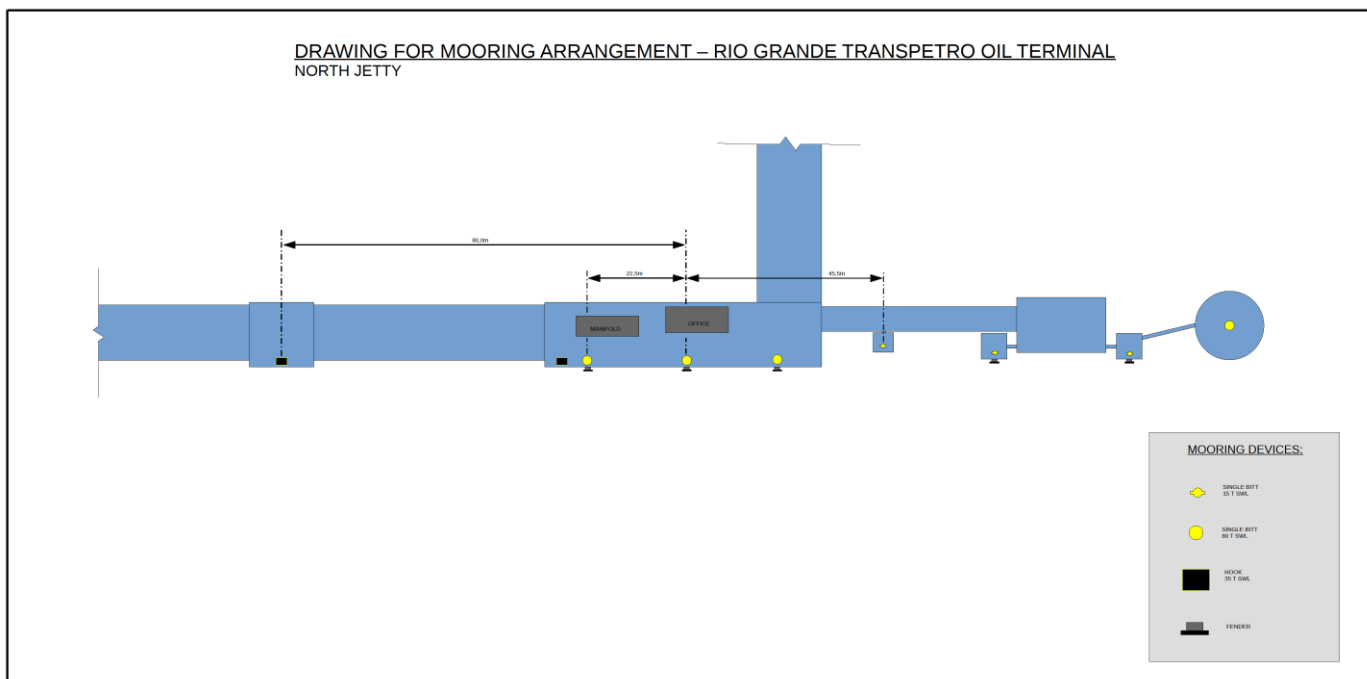 DRAWING FOR MOORING ARRANGEMENT – RIO GRANDE TRANSPETRO OIL TERMINAL
NORTH JETTY
80,0m
22,5m
45,5m
MANIFOLD
OFFICE
MOORING DEVICES:
SINGLE BITT
15 T SWL
SINGLE BITT
80 T SWL
HOOK
35 T SWL
FENDER